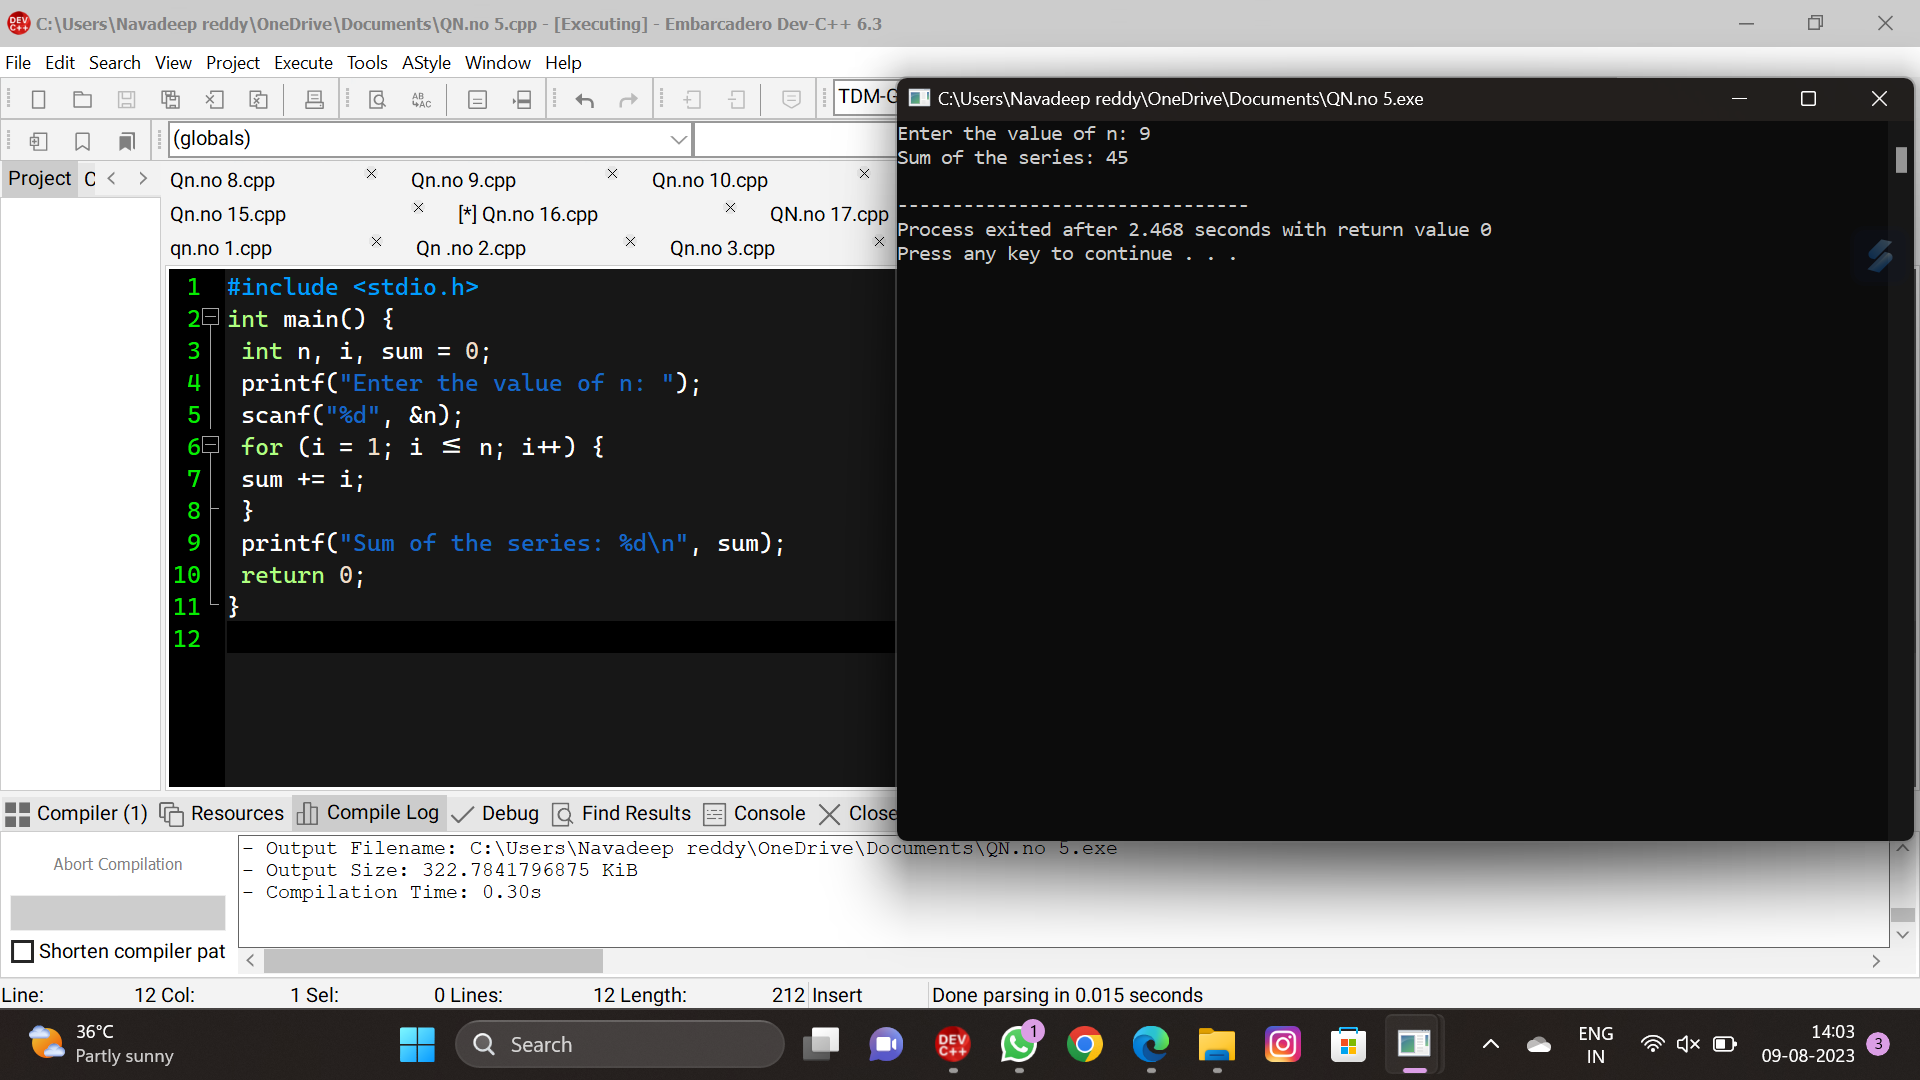 C:\Users\Navadeep reddy\OneDrive\Documents\QN.no 5.cpp - [Executing] - Embarcadero Dev-C++ 6.3
File Edit Search View Project Execute Tools AStyle Window Help
TDM-G
(globals)
Project C
Qn.no 8.cpp Qn.no 9.cpp Qn.no 10.cpp
Qn.no 15.cpp [*] Qn.no 16.cpp QN.no 17.cpp
qn.no 1.cpp Qn .no 2.cpp Qn.no 3.cpp
1 #include <stdio.h>
2 int main() {
3 int n, i, sum = 0;
4 printf("Enter the value of n: ");
5 scanf("%d", &n);
6 for (i = 1; i ≤ n; i++) {
7 sum += i;
8 }
9 printf("Sum of the series: %d\n", sum);
10 return 0;
11 }
12
C:\Users\Navadeep reddy\OneDrive\Documents\QN.no 5.exe
Enter the value of n: 9
Sum of the series: 45
--------------------------------
Process exited after 2.468 seconds with return value 0
Press any key to continue . . .
Compiler (1) Resources Compile Log Debug Find Results Console Close
Abort Compilation
Shorten compiler pat
- Output Filename: C:\Users\Navadeep reddy\OneDrive\Documents\QN.no 5.exe
- Output Size: 322.7841796875 KiB
- Compilation Time: 0.30s
Line: 12 Col: 1 Sel: 0 Lines: 12 Length: 212 Insert Done parsing in 0.015 seconds
36°C
Partly sunny
Search
DEV
C++
1
ENG
IN
14:03
09-08-2023
3